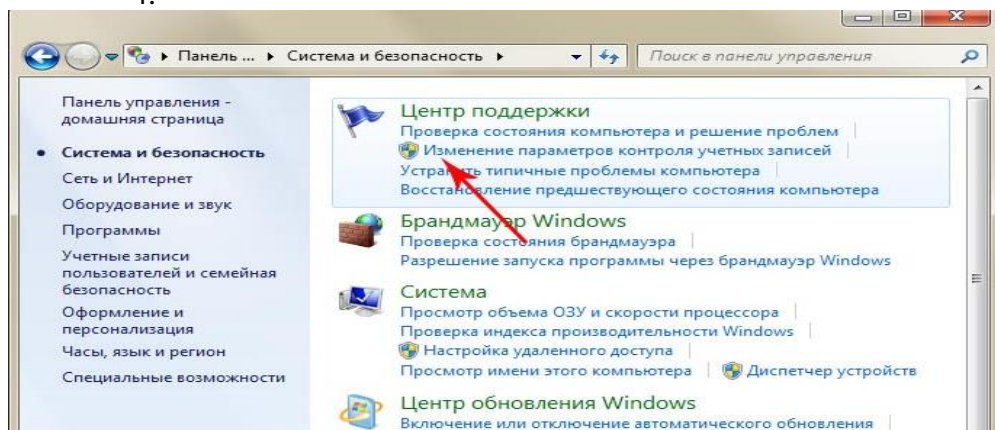 Панель ... Система и безопасность Поиск в панели управления
Панель управления -
домашняя страница
Система и безопасность
Сеть и Интернет
Оборудование и звук
Программы
Учетные записи
пользователей и семейная
безопасность
Оформление и
персонализация
Часы, язык и регион
Специальные возможности
Центр поддержки
Проверка состояния компьютера и решение проблем
Изменение параметров контроля учетных записей
Устранить типичные проблемы компьютера
Восстановление предшествующего состояния компьютера
Брандмауэр Windows
Проверка состояния брандмауэра
Разрешение запуска программы через брандмауэр Windows
Система
Просмотр объема ОЗУ и скорости процессора
Проверка индекса производительности Windows
Настройка удаленного доступа
Просмотр имени этого компьютера Диспетчер устройств
Центр обновления Windows
Включение или отключение автоматического обновления